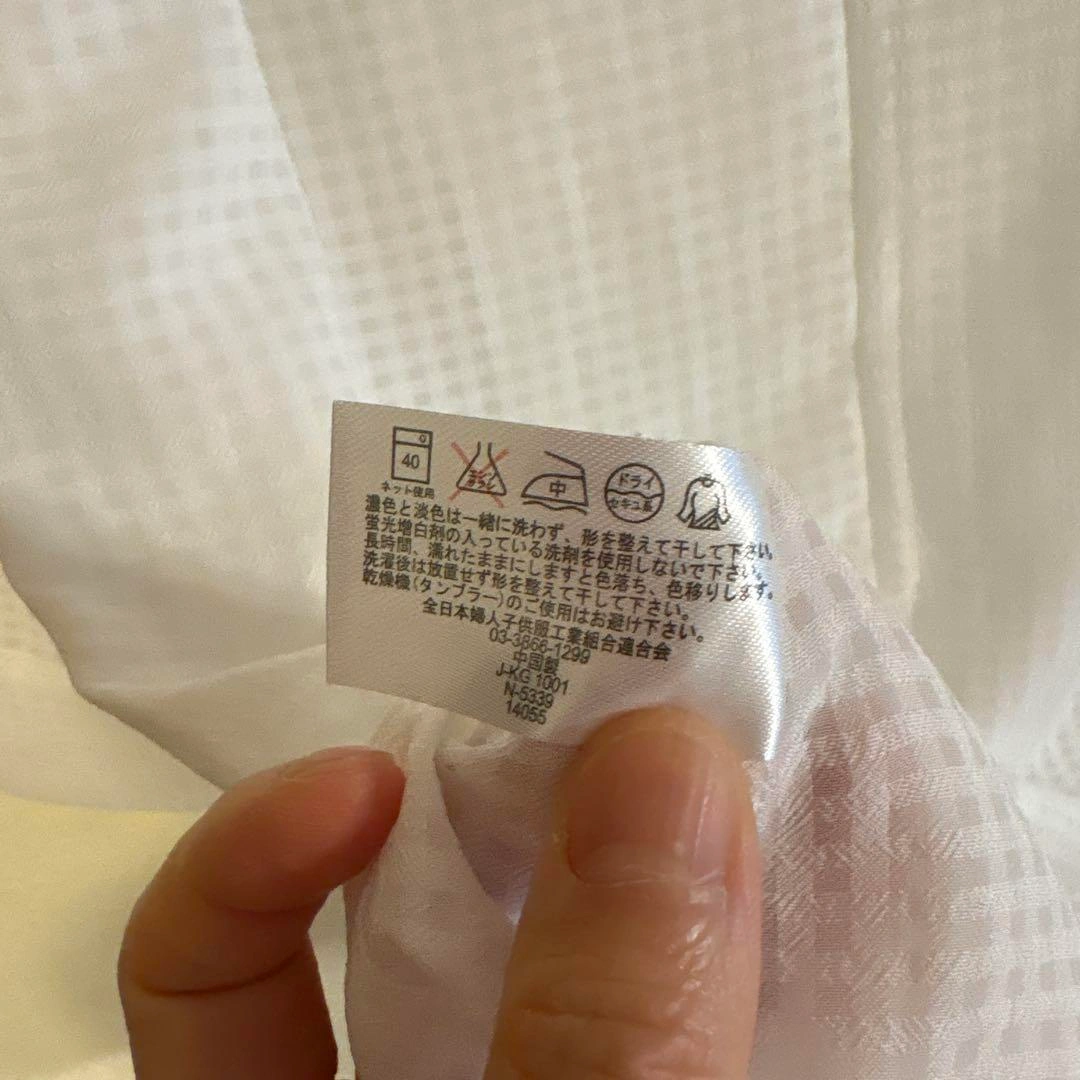 40
ネット使用
エンソ
サラシ
中
ドライ
セキユ系
濃色と淡色は一緒に洗わず、形を整えて干して下さい。
蛍光増白剤の入っている洗剤を使用しないで下さい。
長時間、濡れたままにしますと色落ち、色移りします。
洗濯後は放置せず形を整えて干して下さい。
乾燥機(タンブラー)のご使用はお避け下さい。
全日本婦人子供服工業組合連合会
03-3866-1299
中国製
J-KG 1001
N-5339
14055